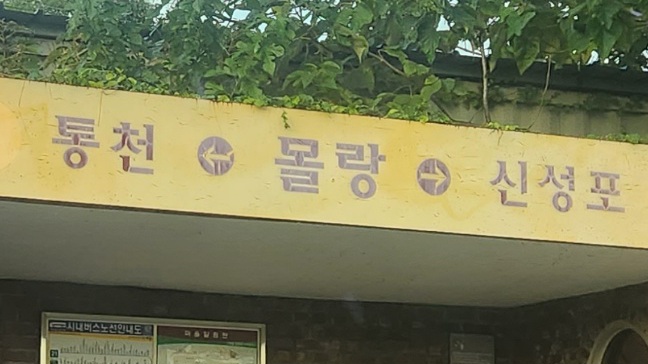 통천 ← 몰랑 → 신성포
시내버스노선안내도